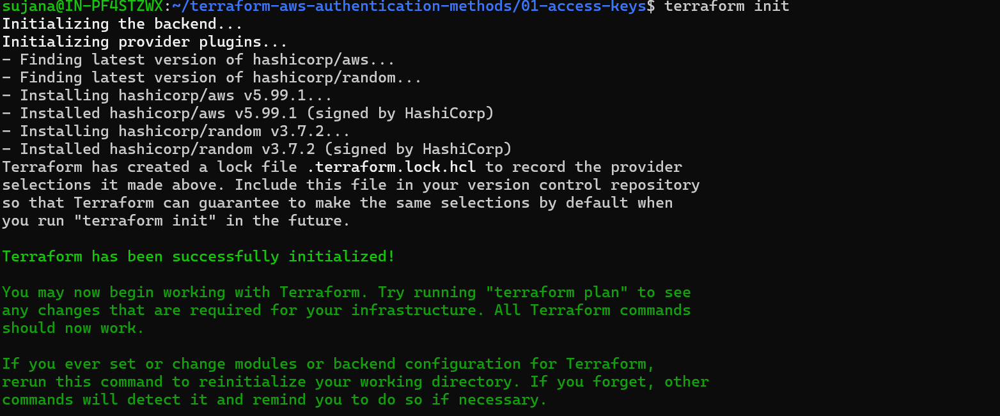 sujana@IN-PF4STZWX:~/terraform-aws-authentication-methods/01-access-keys$ terraform init
Initializing the backend...
Initializing provider plugins...
- Finding latest version of hashicorp/aws...
- Finding latest version of hashicorp/random...
- Installing hashicorp/aws v5.99.1...
- Installed hashicorp/aws v5.99.1 (signed by HashiCorp)
- Installing hashicorp/random v3.7.2...
- Installed hashicorp/random v3.7.2 (signed by HashiCorp)
Terraform has created a lock file .terraform.lock.hcl to record the provider
selections it made above. Include this file in your version control repository
so that Terraform can guarantee to make the same selections by default when
you run "terraform init" in the future.

Terraform has been successfully initialized!

You may now begin working with Terraform. Try running "terraform plan" to see
any changes that are required for your infrastructure. All Terraform commands
should now work.

If you ever set or change modules or backend configuration for Terraform,
rerun this command to reinitialize your working directory. If you forget, other
commands will detect it and remind you to do so if necessary.